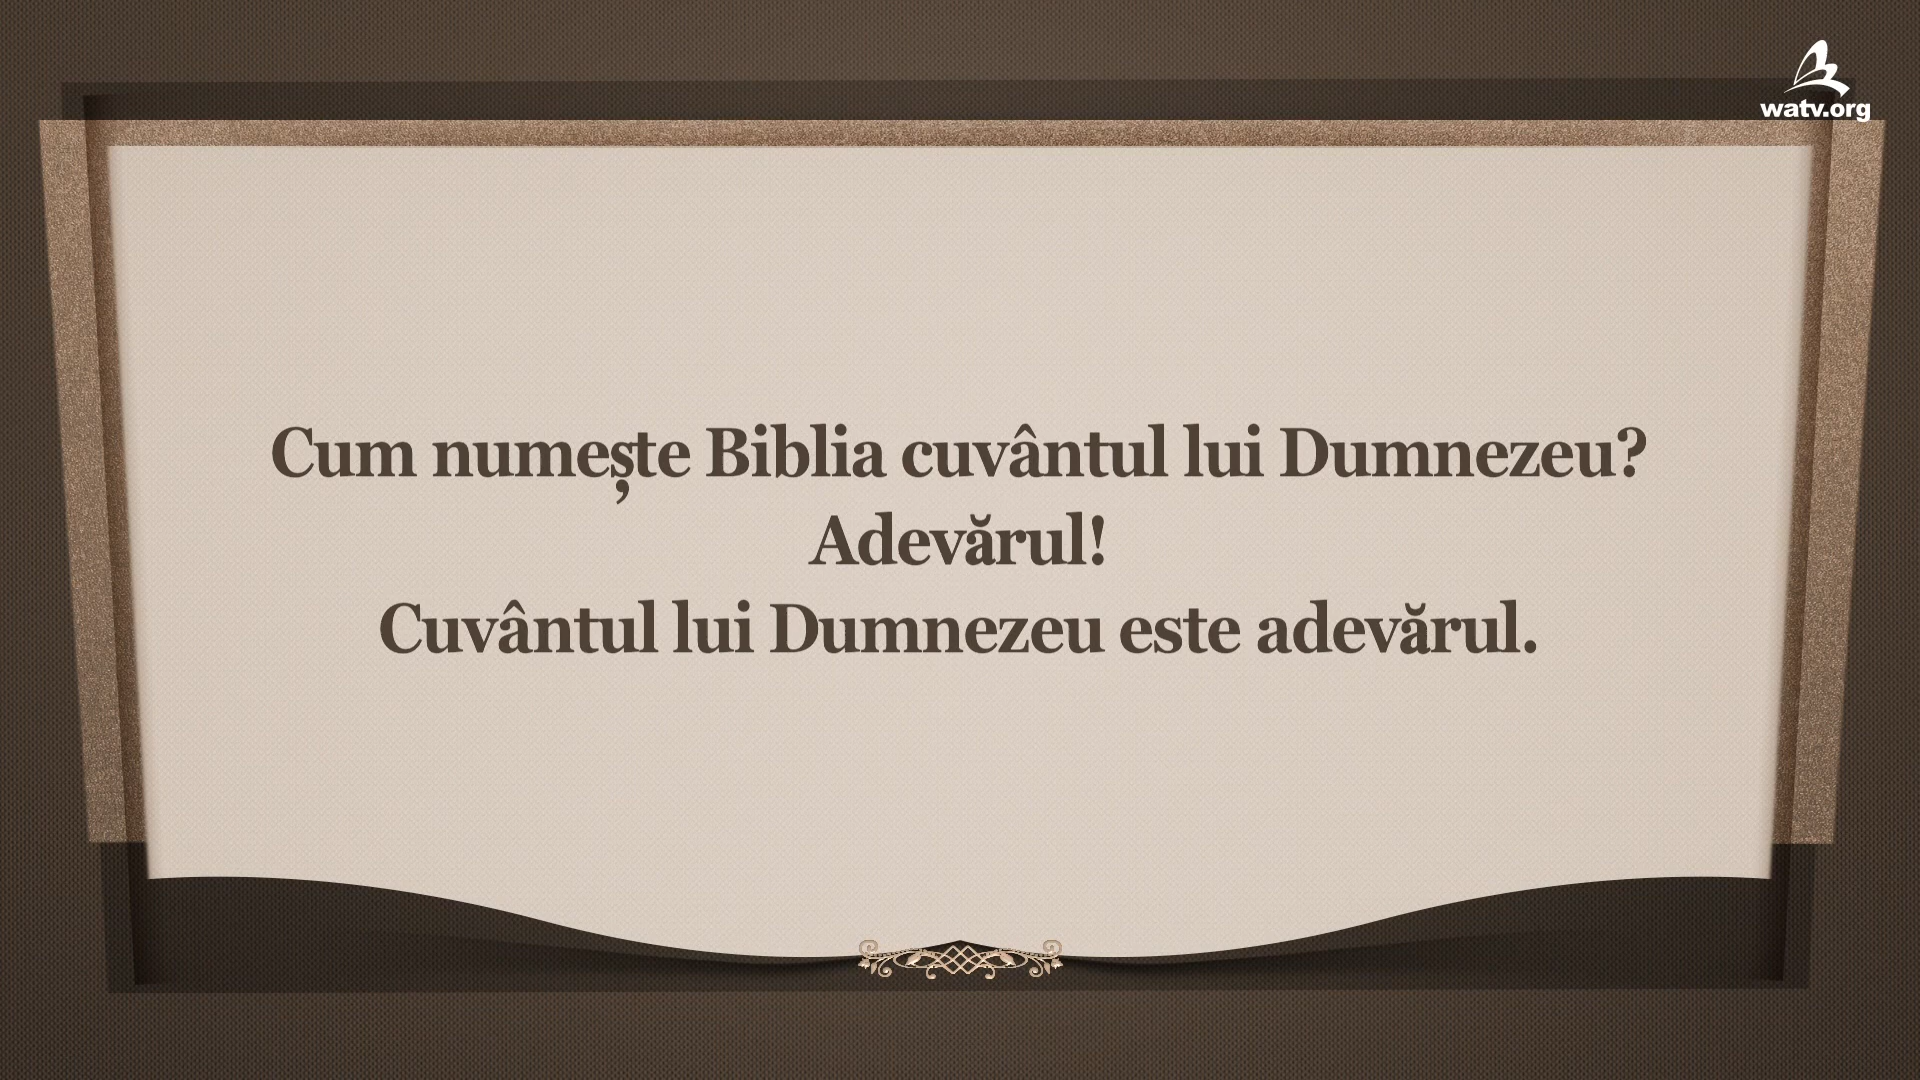 watv.org
Cum numește Biblia cuvântul lui Dumnezeu?
Adevărul!
Cuvântul lui Dumnezeu este adevărul.